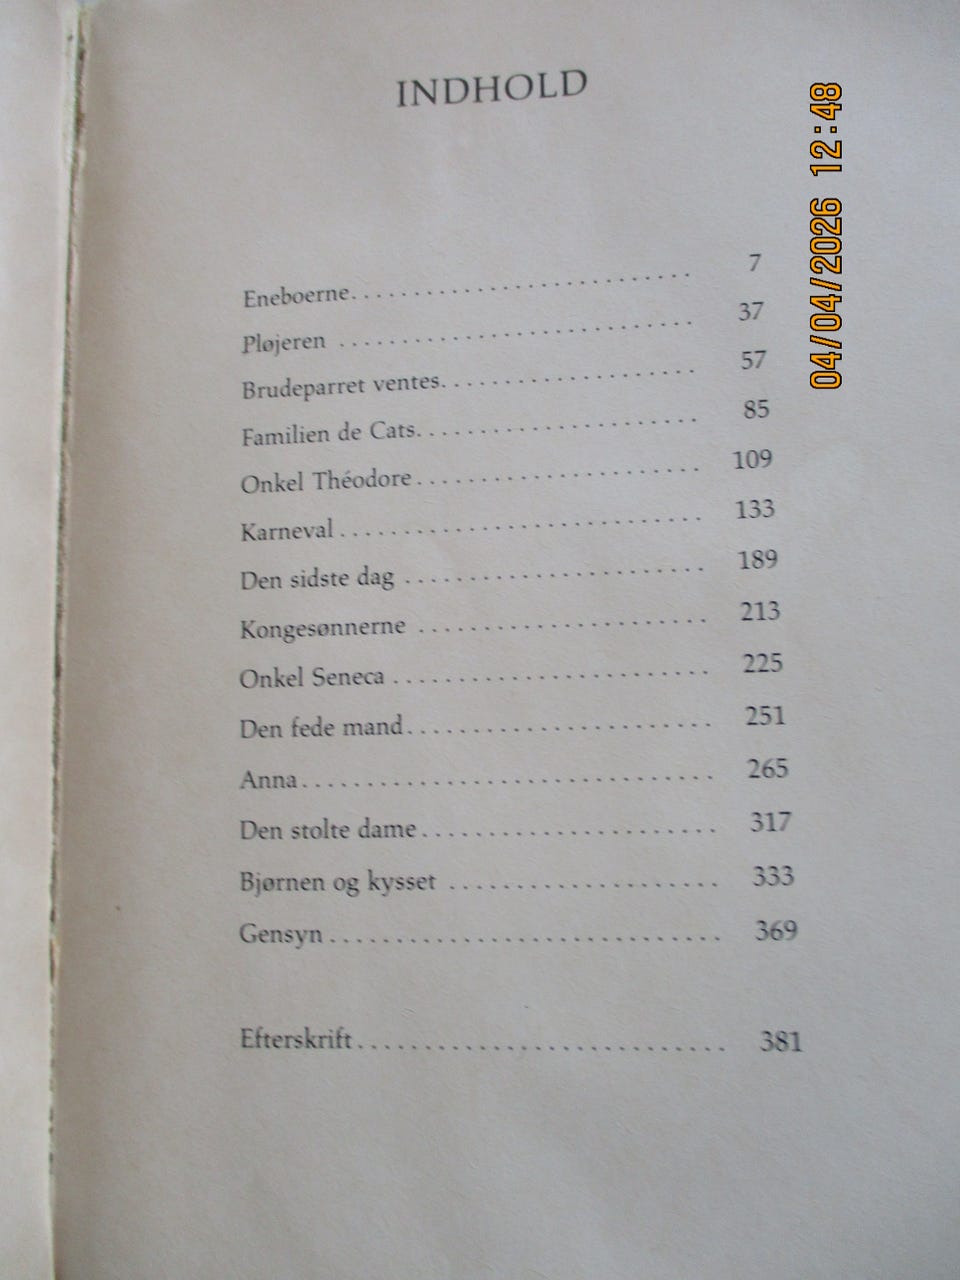 INDHOLD
Eneboerne. . . . . . . . . . . . . . . . . . . . . . . . . . . 7
Pløjeren . . . . . . . . . . . . . . . . . . . . . . . . . . . . 37
Brudeparret ventes. . . . . . . . . . . . . . . . . . . . 57
Familien de Cats. . . . . . . . . . . . . . . . . . . . . . 85
Onkel Théodore . . . . . . . . . . . . . . . . . . . . . . 109
Karneval . . . . . . . . . . . . . . . . . . . . . . . . . . . . 133
Den sidste dag . . . . . . . . . . . . . . . . . . . . . . . 189
Kongesønnerne . . . . . . . . . . . . . . . . . . . . . . 213
Onkel Seneca . . . . . . . . . . . . . . . . . . . . . . . . 225
Den fede mand. . . . . . . . . . . . . . . . . . . . . . . 251
Anna . . . . . . . . . . . . . . . . . . . . . . . . . . . . . . . 265
Den stolte dame . . . . . . . . . . . . . . . . . . . . . . 317
Bjørnen og kysset . . . . . . . . . . . . . . . . . . . . 333
Gensyn . . . . . . . . . . . . . . . . . . . . . . . . . . . . . 369
Efterskrift . . . . . . . . . . . . . . . . . . . . . . . . . . . 381
04/04/2026 12:48